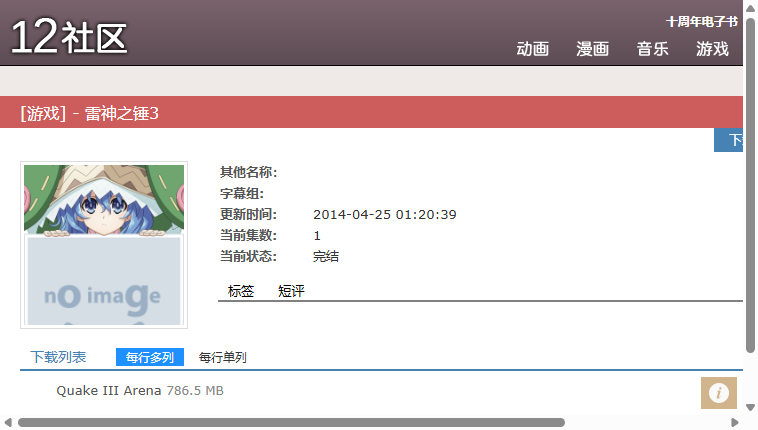 十周年电子书
12社区
动画 漫画 音乐 游戏
[游戏] - 雷神之锤3
其他名称:
字幕组:
更新时间: 2014-04-25 01:20:39
当前集数: 1
当前状态: 完结
no image
标签 短评
下载列表 每行多列 每行单列
Quake III Arena 786.5 MB
i